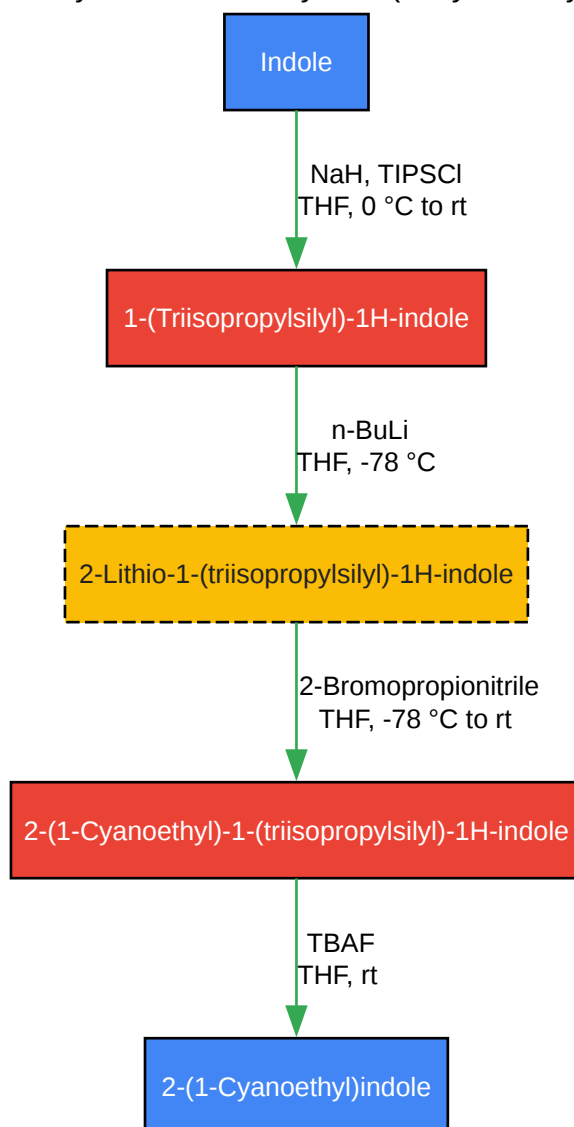 Indole
NaH, TIPSCl
THF, 0 °C to rt
1-(Triisopropylsilyl)-1H-indole
n-BuLi
THF, -78 °C
2-Lithio-1-(triisopropylsilyl)-1H-indole
2-Bromopropionitrile
THF, -78 °C to rt
2-(1-Cyanoethyl)-1-(triisopropylsilyl)-1H-indole
TBAF
THF, rt
2-(1-Cyanoethyl)indole